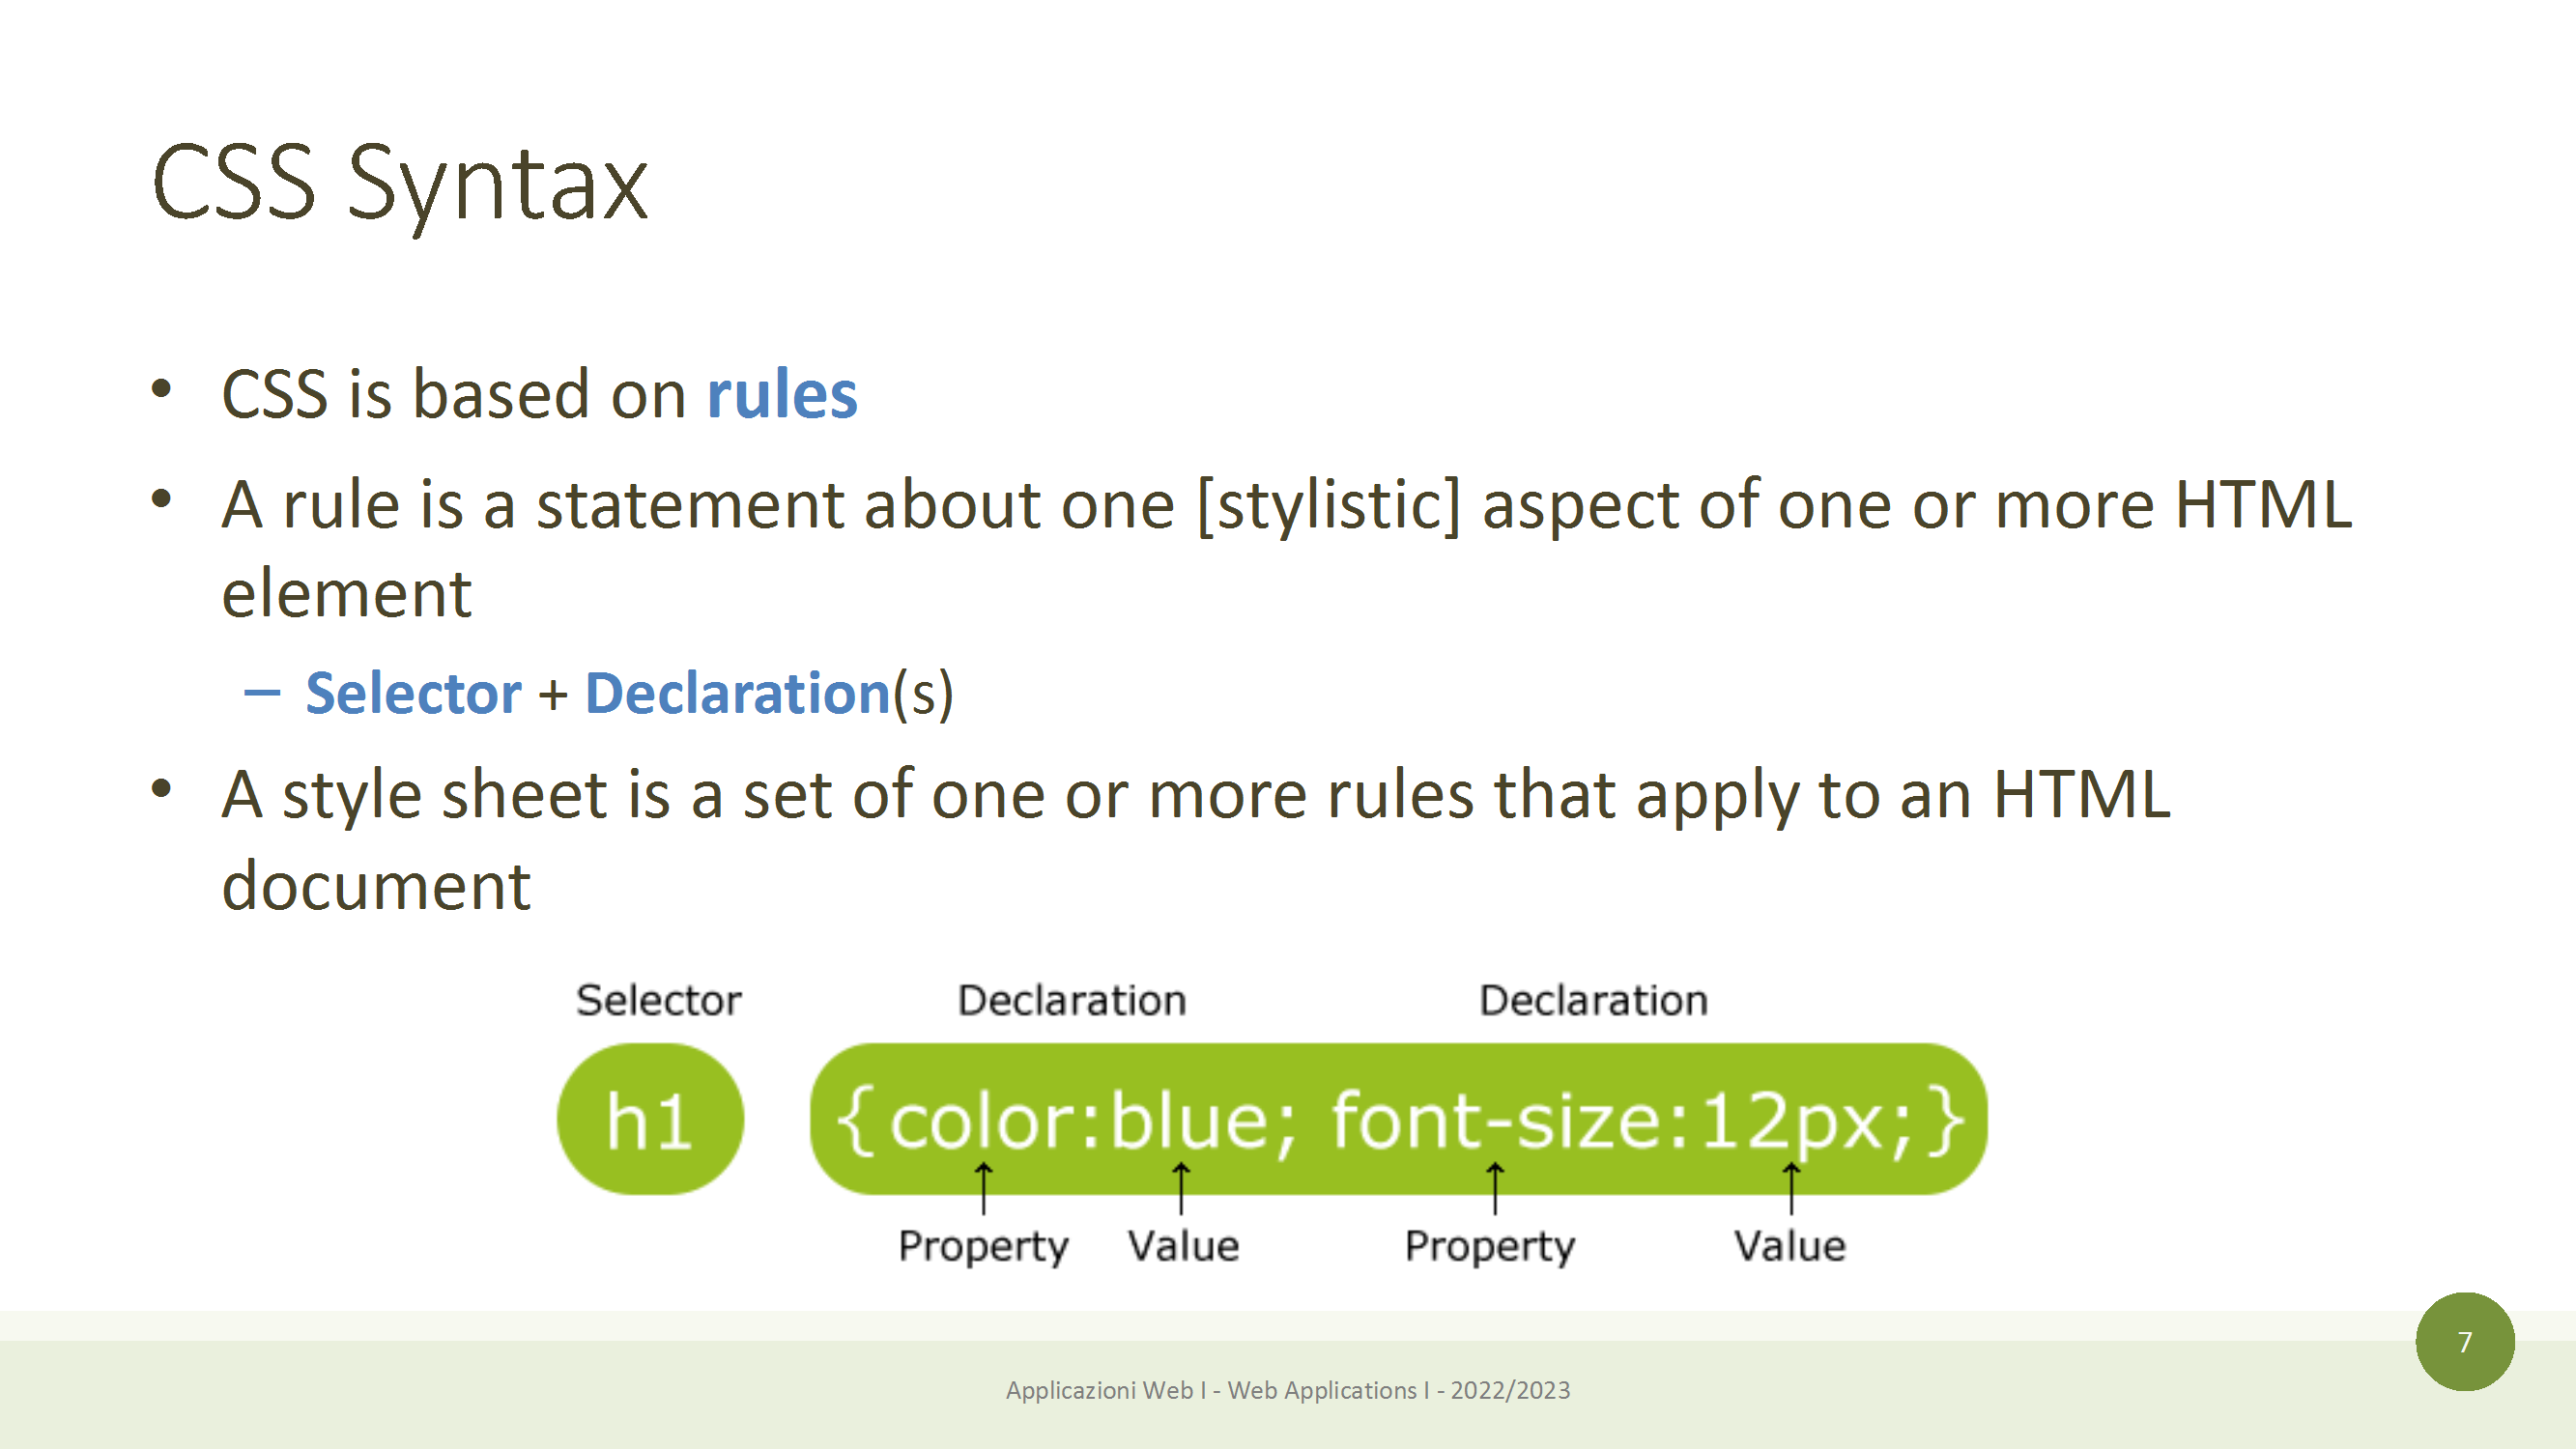 CSS Syntax
• CSS is based on rules
• A rule is a statement about one [stylistic] aspect of one or more HTML
element
– Selector + Declaration(s)
• A style sheet is a set of one or more rules that apply to an HTML
document
Selector Declaration Declaration
h1 {color:blue; font-size:12px;}
Property Value Property Value
7
Applicazioni Web I - Web Applications I - 2022/2023